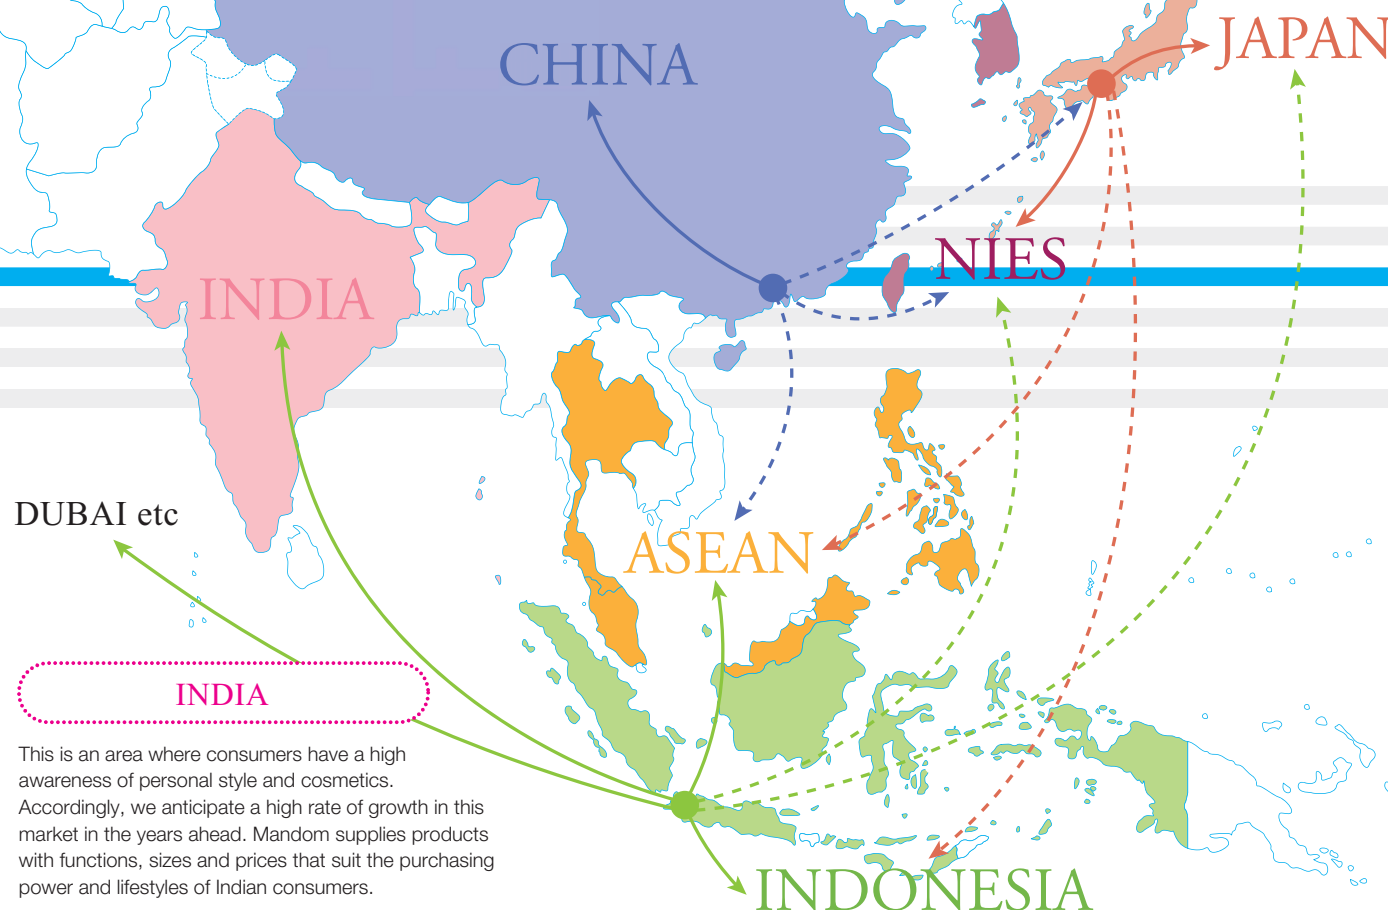 CHINA
JAPAN
NIES
INDIA
DUBAI etc
ASEAN
INDIA
This is an area where consumers have a high
awareness of personal style and cosmetics.
Accordingly, we anticipate a high rate of growth in this
market in the years ahead. Mandom supplies products
with functions, sizes and prices that suit the purchasing
power and lifestyles of Indian consumers.
INDONESIA